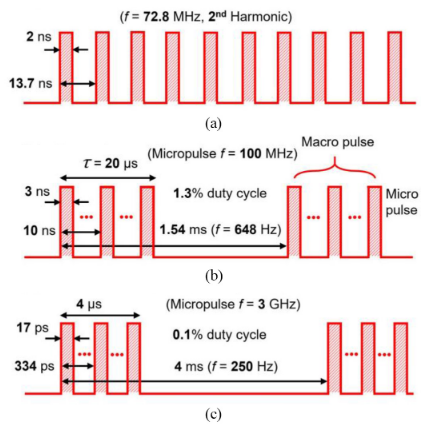 (f = 72.8 MHz, 2nd Harmonic)
2 ns
13.7 ns
(a)
Macro pulse
τ = 20 µs
(Micropulse f = 100 MHz)
3 ns
1.3% duty cycle
Micro
pulse
10 ns
1.54 ms (f = 648 Hz)
(b)
4 µs
(Micropulse f = 3 GHz)
17 ps
0.1% duty cycle
334 ps
4 ms (f = 250 Hz)
(c)